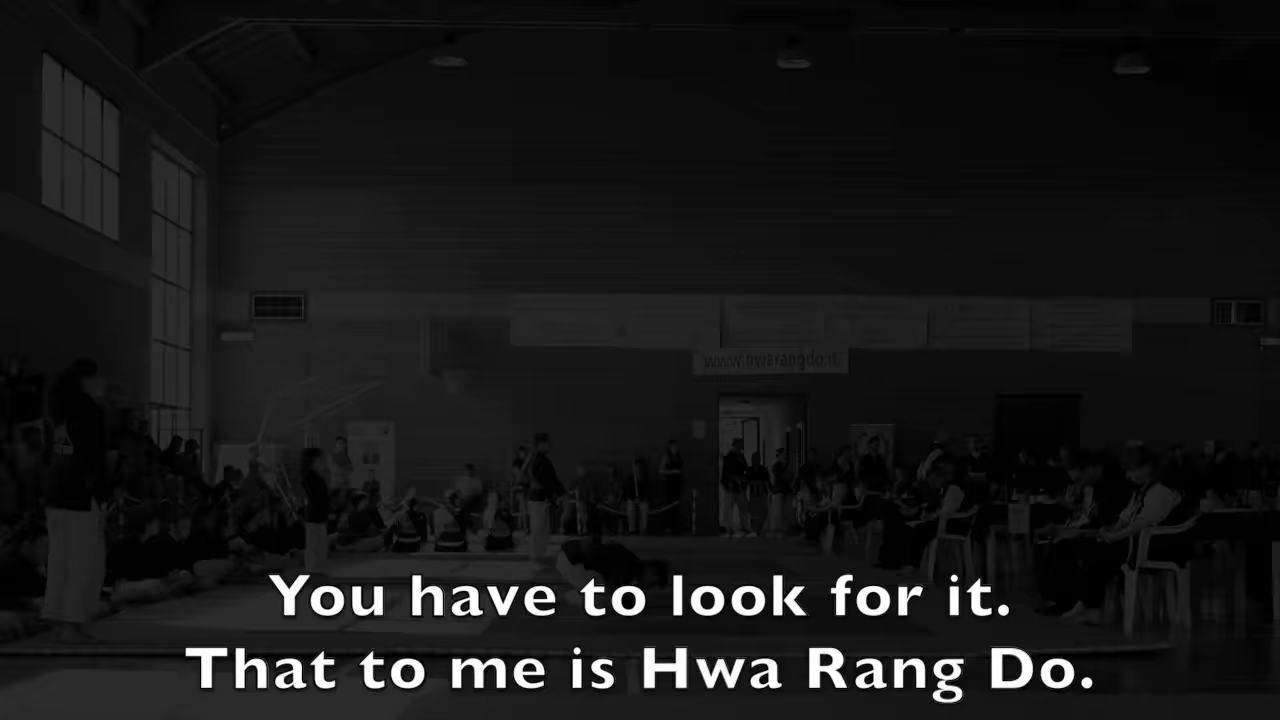 www.hwarangdo.it
You have to look for it.
That to me is Hwa Rang Do.